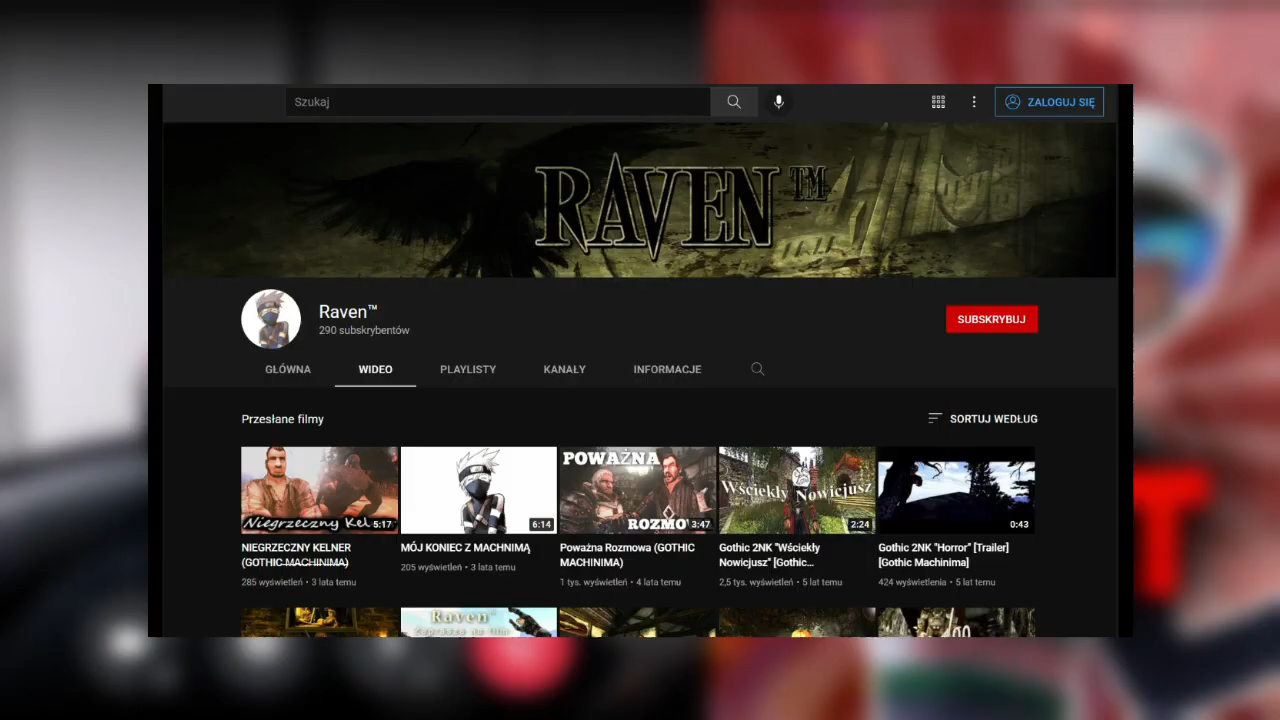 Szukaj
ZALOGUJ SIĘ
RAVEN™
Raven™
290 subskrybentów
SUBSKRYBUJ
GŁÓWNA
WIDEO
PLAYLISTY
KANAŁY
INFORMACJE
Przesłane filmy
SORTUJ WEDŁUG
Niegrzeczny Kel
5:17
6:14
POWAŻNA
ROZMO
3:47
Wściekły Nowicjusz
2:24
0:43
NIEGRZECZNY KELNER
(GOTHIC MACHINIMA)
285 wyświetleń • 3 lata temu
MÓJ KONIEC Z MACHNIMĄ
205 wyświetleń • 3 lata temu
Poważna Rozmowa (GOTHIC
MACHINIMA)
1 tys. wyświetleń • 4 lata temu
Gothic 2NK "Wściekły
Nowicjusz" [Gothic...
2,5 tys. wyświetleń • 5 lat temu
Gothic 2NK "Horror" [Trailer]
[Gothic Machinima]
424 wyświetlenia • 5 lat temu
Raven
Zaprasza na film
T